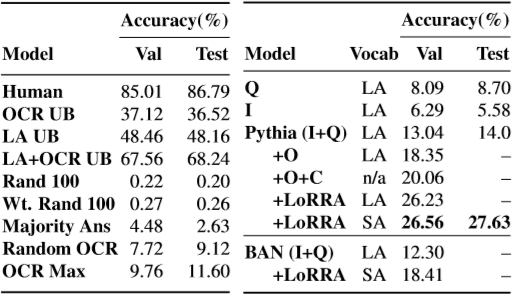 Accuracy(%)
Model Val Test
Human 85.01 86.79
OCR UB 37.12 36.52
LA UB 48.46 48.16
LA+OCR UB 67.56 68.24
Rand 100 0.22 0.20
Wt. Rand 100 0.27 0.26
Majority Ans 4.48 2.63
Random OCR 7.72 9.12
OCR Max 9.76 11.60
Accuracy(%)
Model Vocab Val Test
Q LA 8.09 8.70
I LA 6.29 5.58
Pythia (I+Q) LA 13.04 14.0
+O LA 18.35 –
+O+C n/a 20.06 –
+LoRRA LA 26.23 –
+LoRRA SA 26.56 27.63
BAN (I+Q) LA 12.30 –
+LoRRA SA 18.41 –